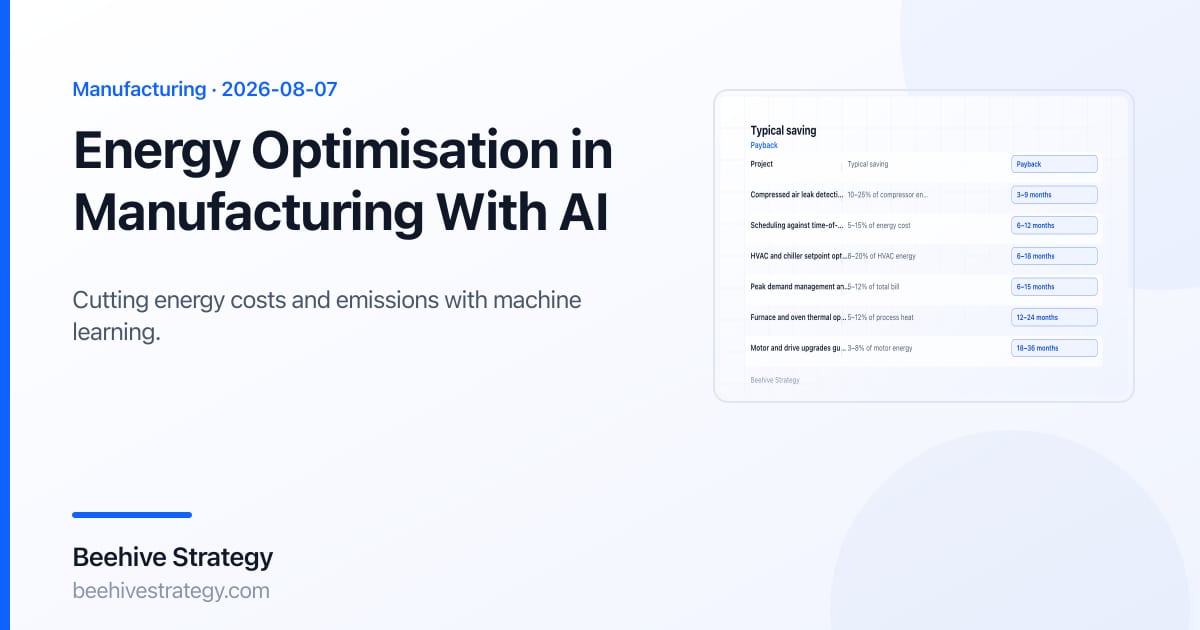 Manufacturing · 2026-08-07
Energy Optimisation in
Manufacturing With AI
Cutting energy costs and emissions with machine
learning.
Beehive Strategy
beehivestrategy.com
Typical saving
Payback
Project Typical saving Payback
Compressed air leak detecti... 10–25% of compressor en... 3–9 months
Scheduling against time-of-... 5–15% of energy cost 6–12 months
HVAC and chiller setpoint opt... 8–20% of HVAC energy 6–18 months
Peak demand management an... 5–12% of total bill 6–15 months
Furnace and oven thermal op... 5–12% of process heat 12–24 months
Motor and drive upgrades gu... 3–8% of motor energy 18–36 months
Beehive Strategy